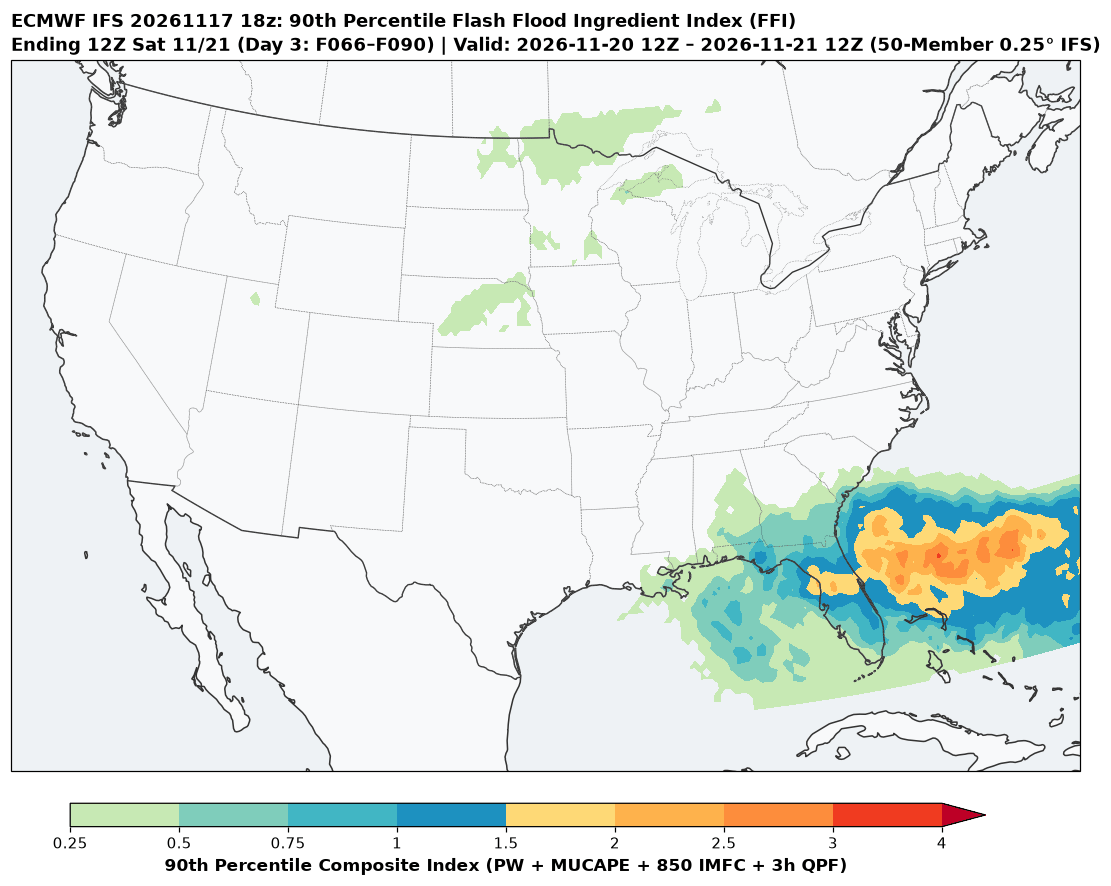 ECMWF IFS 20261117 18z: 90th Percentile Flash Flood Ingredient Index (FFI)
Ending 12Z Sat 11/21 (Day 3: F066–F090) | Valid: 2026-11-20 12Z – 2026-11-21 12Z (50-Member 0.25° IFS)
0.25 0.5 0.75 1 1.5 2 2.5 3 4
90th Percentile Composite Index (PW + MUCAPE + 850 IMFC + 3h QPF)